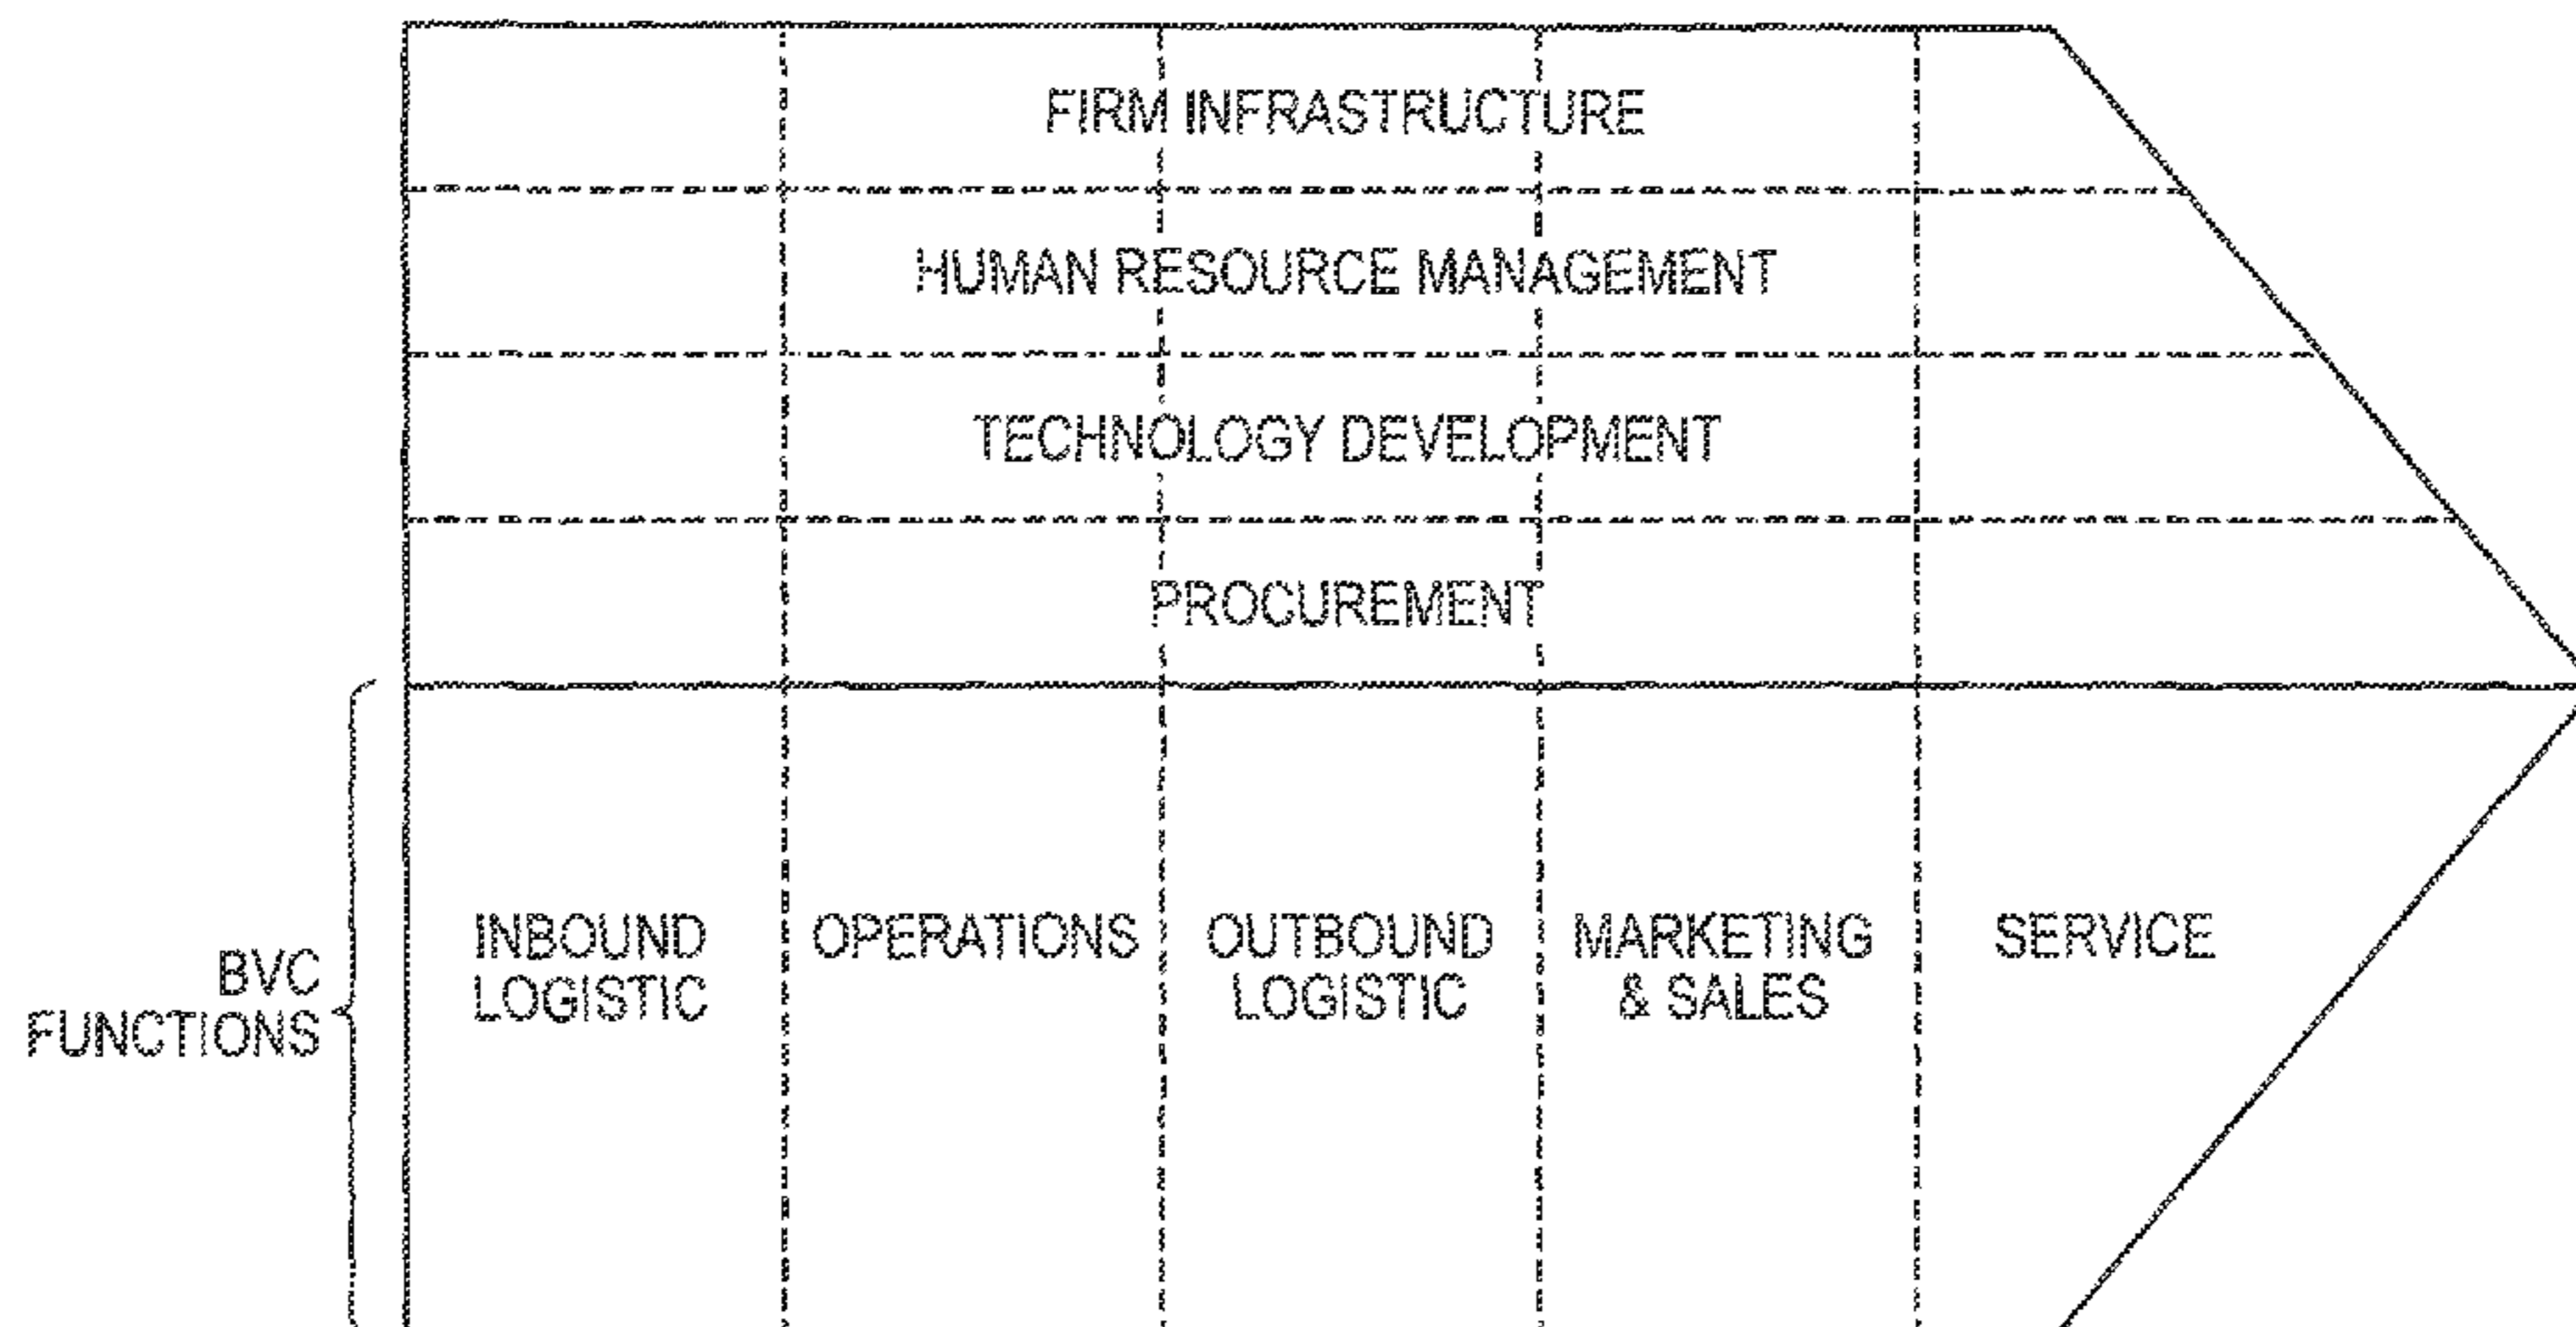 FIRM INFRASTRUCTURE
HUMAN RESOURCE MANAGEMENT
TECHNOLOGY DEVELOPMENT
PROCUREMENT
BVC
FUNCTIONS
INBOUND
LOGISTIC
OPERATIONS
OUTBOUND
LOGISTIC
MARKETING
& SALES
SERVICE